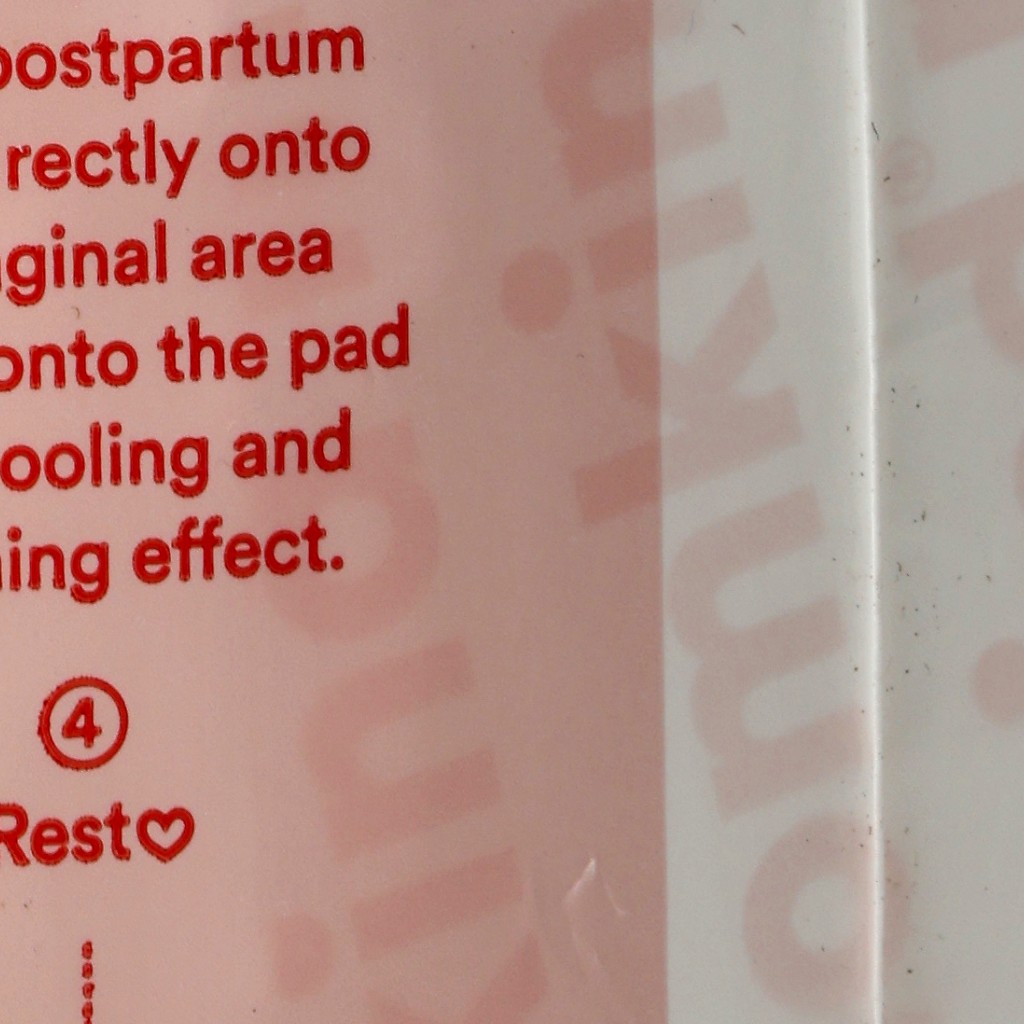 postpartum
rectly onto
ginal area
onto the pad
ooling and
ing effect.
4
Rest♡